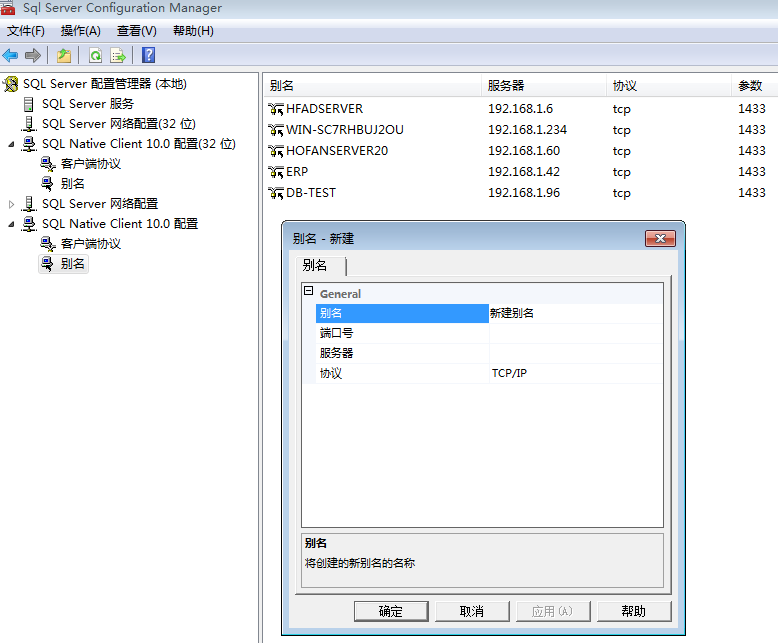 Sql Server Configuration Manager
文件(F) 操作(A) 查看(V) 帮助(H)
SQL Server 配置管理器 (本地)
SQL Server 服务
SQL Server 网络配置(32 位)
SQL Native Client 10.0 配置(32 位)
客户端协议
别名
SQL Server 网络配置
SQL Native Client 10.0 配置
客户端协议
别名
别名 服务器 协议 参数
HFADSERVER 192.168.1.6 tcp 1433
WIN-SC7RHBUJ2OU 192.168.1.234 tcp 1433
HOFANSERVER20 192.168.1.60 tcp 1433
ERP 192.168.1.42 tcp 1433
DB-TEST 192.168.1.96 tcp 1433
别名 - 新建
别名
General
别名 新建别名
端口号
服务器
协议 TCP/IP
别名
将创建的新别名的名称
确定 取消 应用(A) 帮助